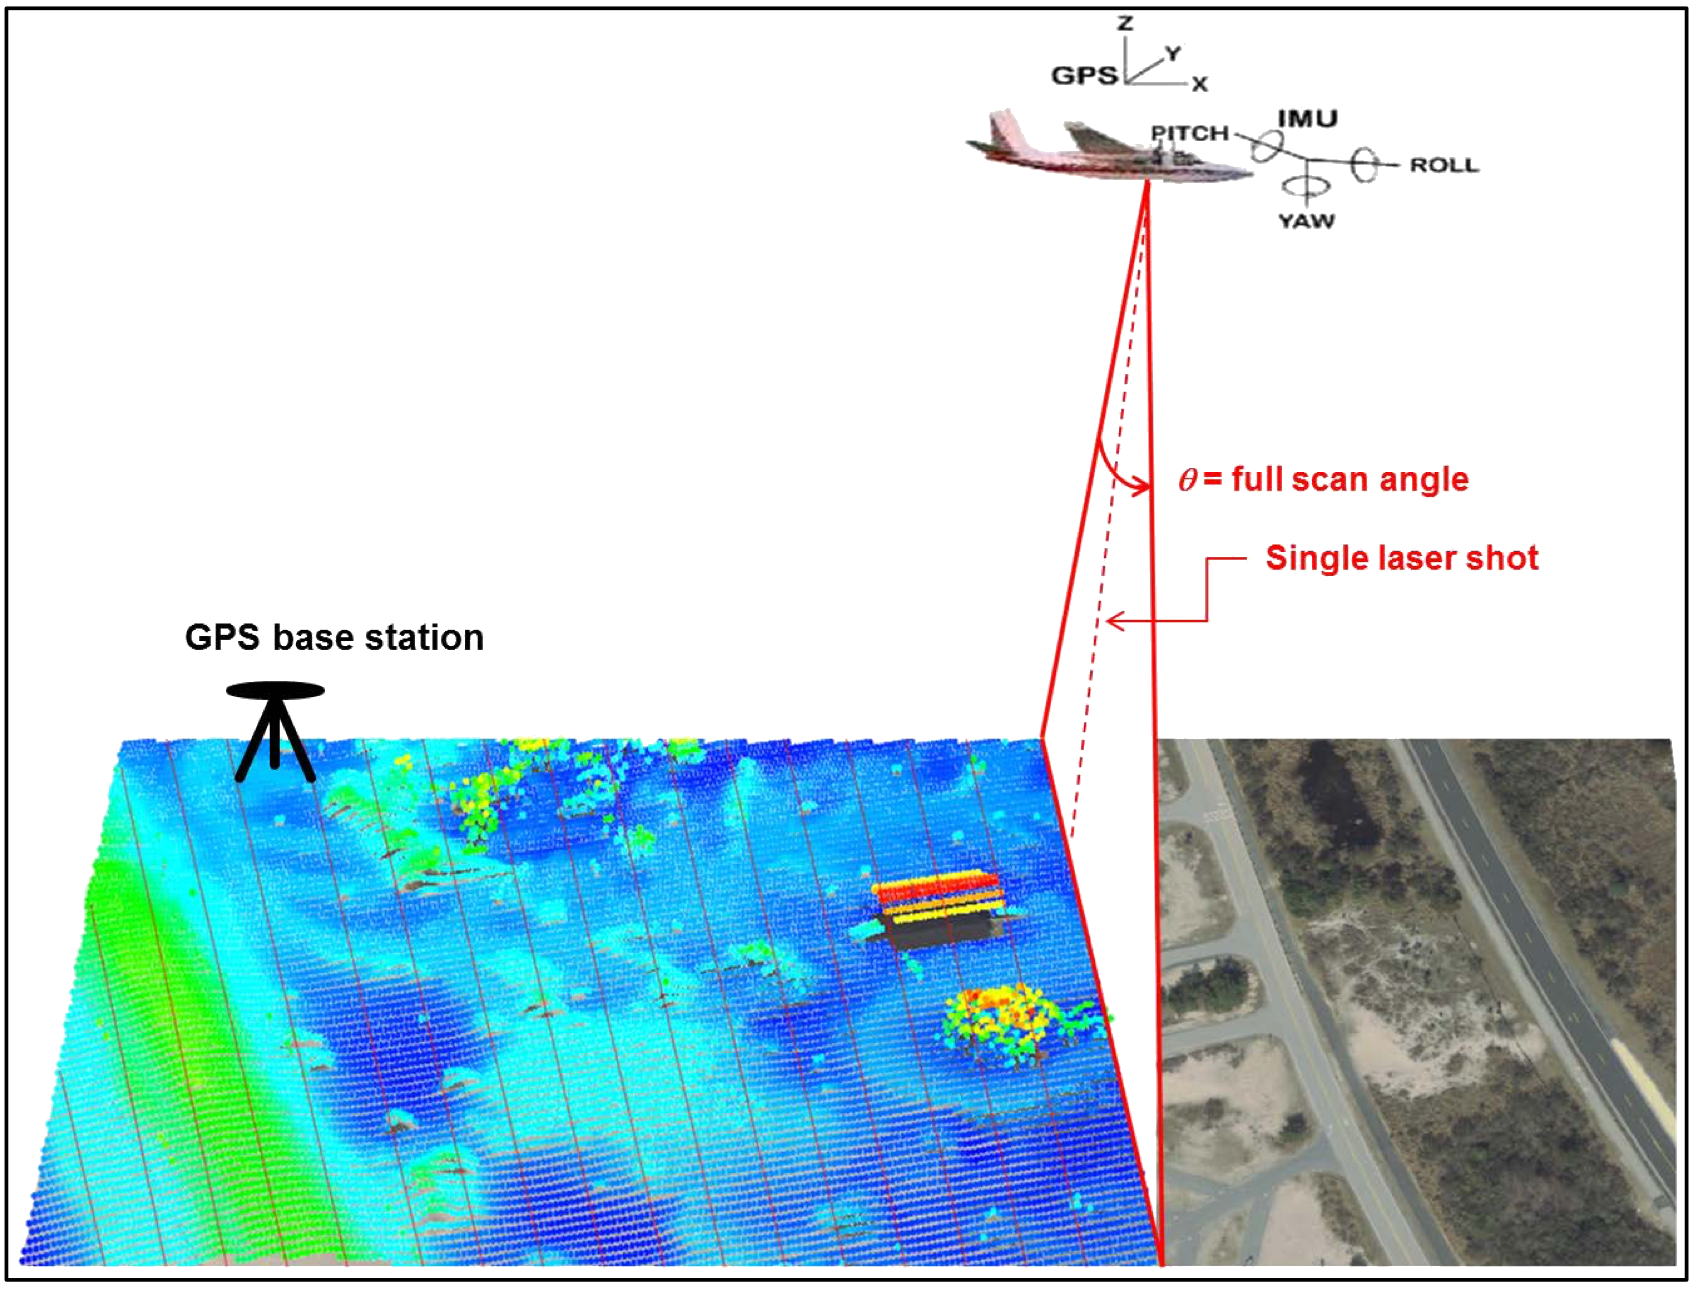 Z
Y
GPS
X
IMU
PITCH
ROLL
YAW
θ = full scan angle
Single laser shot
GPS base station